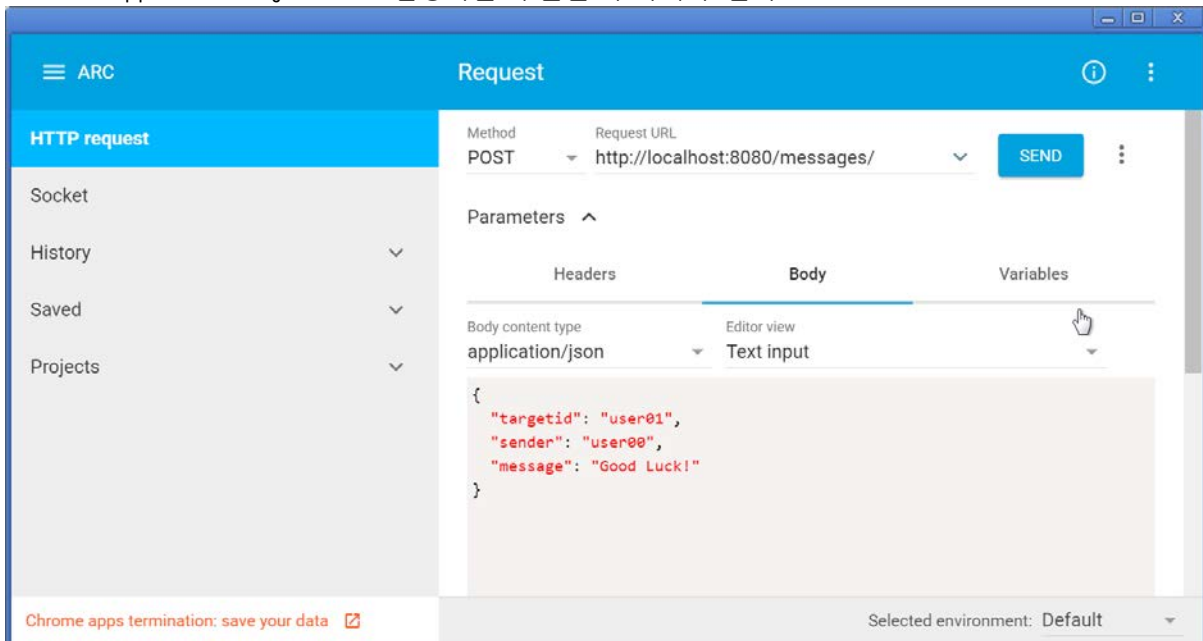 ARC
Request
HTTP request
Socket
History
Saved
Projects
Chrome apps termination: save your data
Method
Request URL
POST
http://localhost:8080/messages/
SEND
Parameters
Headers
Body
Variables
Body content type
Editor view
application/json
Text input
{
"targetid": "user01",
"sender": "user00",
"message": "Good Luck!"
}
Selected environment: Default